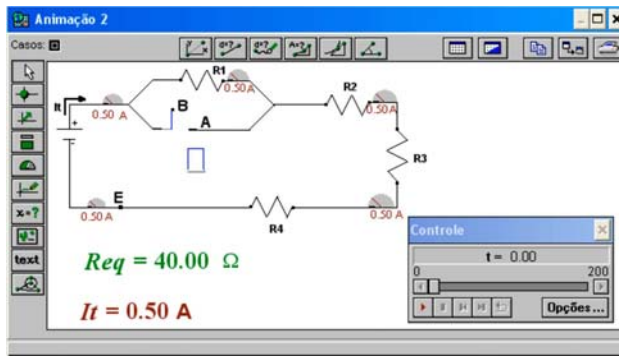 Animação 2
Casos:
R1
0.50 A
It
0.50 A
B
A
R2
0.50 A
+
-
R3
E
0.50 A
R4
0.50 A
x=?
text
Req = 40.00 Ω
It = 0.50 A
Controle
t = 0.00
0 200
Opções...